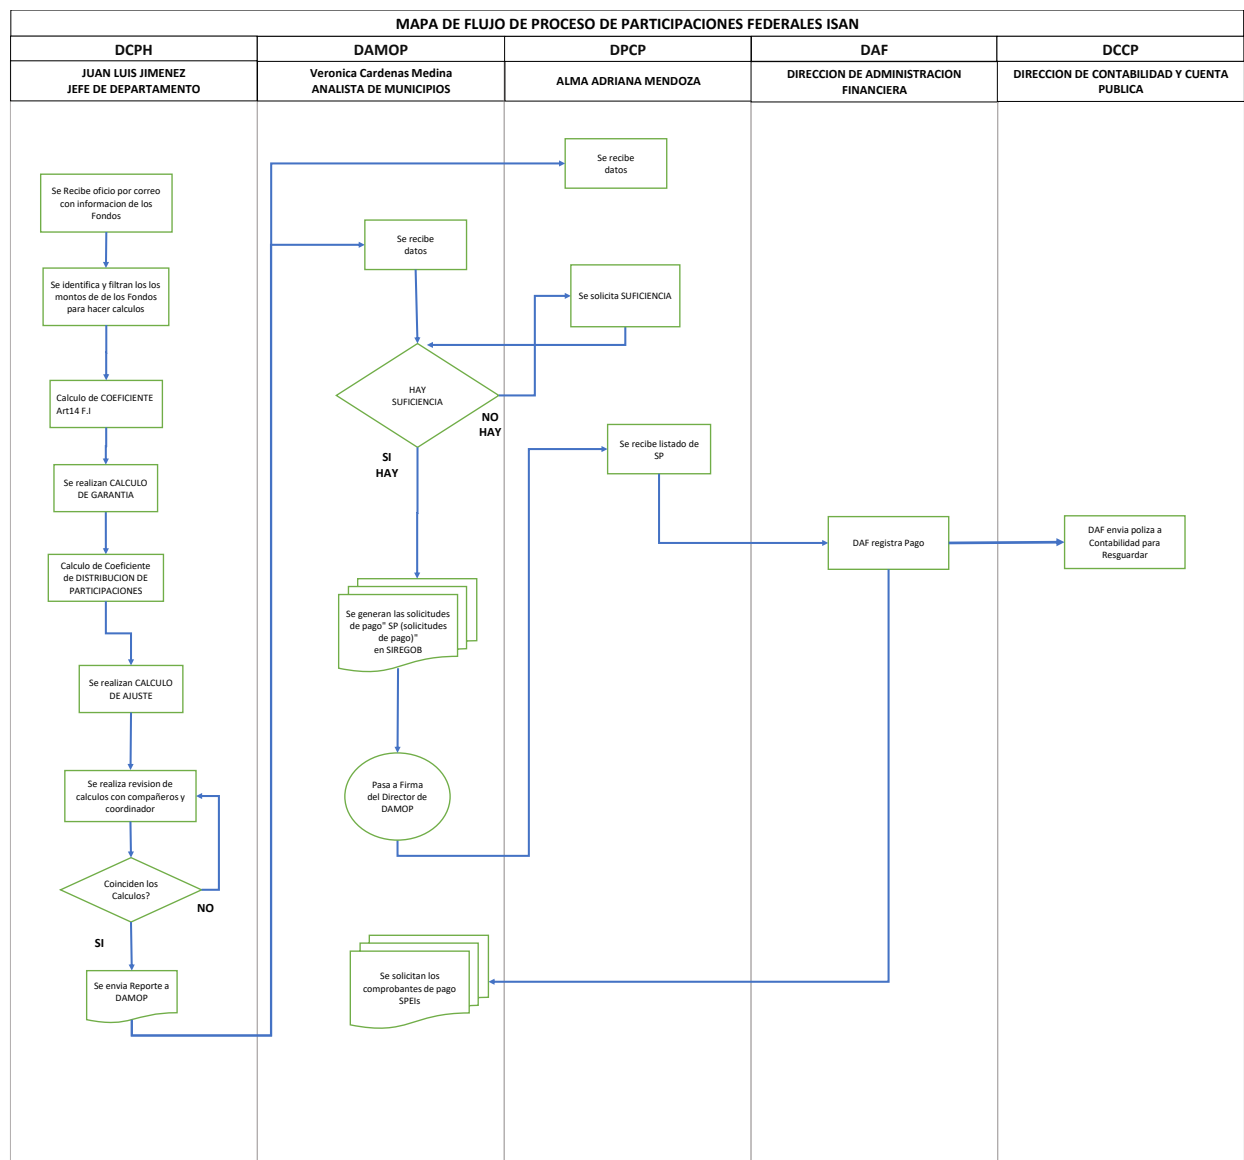 MAPA DE FLUJO DE PROCESO DE PARTICIPACIONES FEDERALES ISAN
DCPH
DAMOP
DPCP
DAF
DCCP
JUAN LUIS JIMENEZ
JEFE DE DEPARTAMENTO
Veronica Cardenas Medina
ANALISTA DE MUNICIPIOS
ALMA ADRIANA MENDOZA
DIRECCION DE ADMINISTRACION
FINANCIERA
DIRECCION DE CONTABILIDAD Y CUENTA
PUBLICA
Se Recibe oficio por correo
con informacion de los
Fondos
Se identifica y filtran los los
montos de de los Fondos
para hacer calculos
Calculo de COEFICIENTE
Art14 F.I
Se realizan CALCULO
DE GARANTIA
Calculo de Coeficiente
de DISTRIBUCION DE
PARTICIPACIONES
Se realizan CALCULO
DE AJUSTE
Se realiza revision de
calculos con compañeros y
coordinador
Coinciden los
Calculos?
NO
SI
Se envia Reporte a
DAMOP
Se recibe
datos
HAY
SUFICIENCIA
NO
HAY
SI
HAY
Se generan las solicitudes
de pago" SP (solicitudes
de pago)"
en SIREGOB
Pasa a Firma
del Director de
DAMOP
Se solicitan los
comprobantes de pago
SPEIs
Se recibe
datos
Se solicita SUFICIENCIA
Se recibe listado de
SP
DAF registra Pago
DAF envia poliza a
Contabilidad para
Resguardar